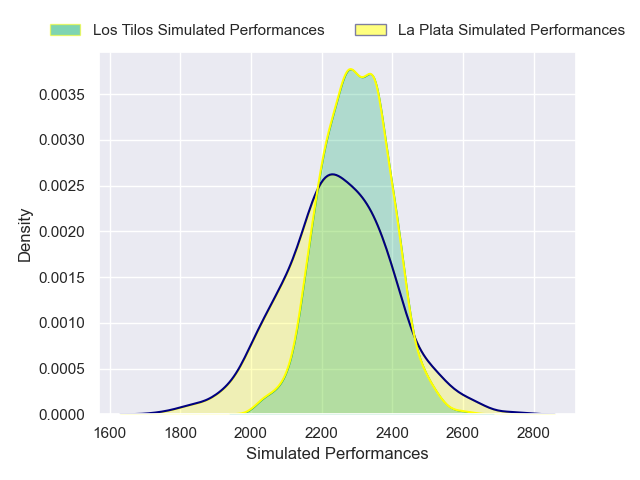 Los Tilos Simulated Performances La Plata Simulated Performances
0.0035
0.0030
0.0025
0.0020
0.0015
0.0010
0.0005
0.0000
Density
1600 1800 2000 2200 2400 2600 2800
Simulated Performances